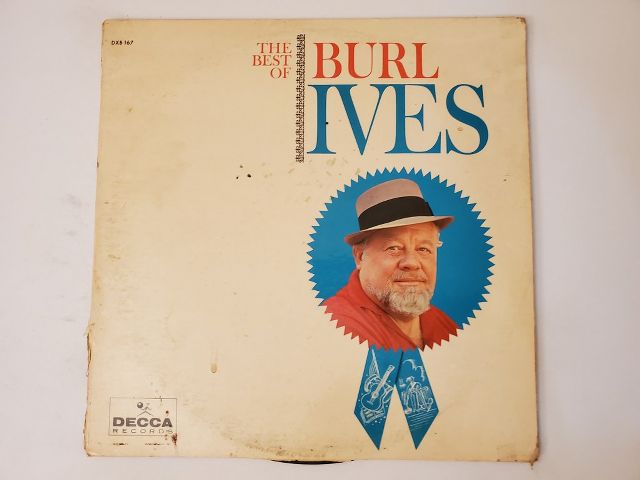 DXB 167
THE
BEST
OF
BURL
IVES
DECCA
RECORDS